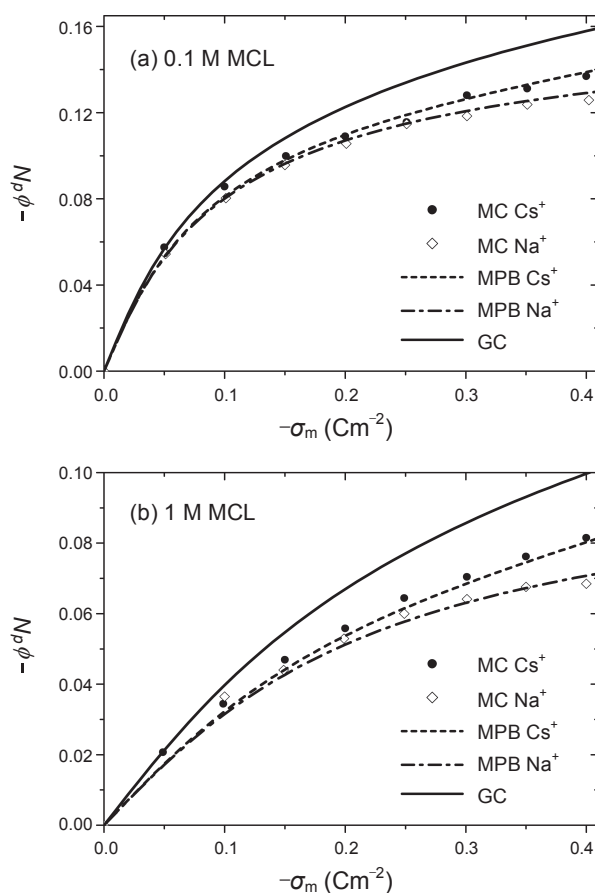 (a) 0.1 M MCL
0.16
0.12
0.08
0.04
0.00
−ϕᵈ/V
MC Cs⁺
MC Na⁺
MPB Cs⁺
MPB Na⁺
GC
0.0 0.1 0.2 0.3 0.4
−σₘ (Cm⁻²)
(b) 1 M MCL
0.10
0.08
0.06
0.04
0.02
0.00
−ϕᵈ/V
MC Cs⁺
MC Na⁺
MPB Cs⁺
MPB Na⁺
GC
0.0 0.1 0.2 0.3 0.4
−σₘ (Cm⁻²)